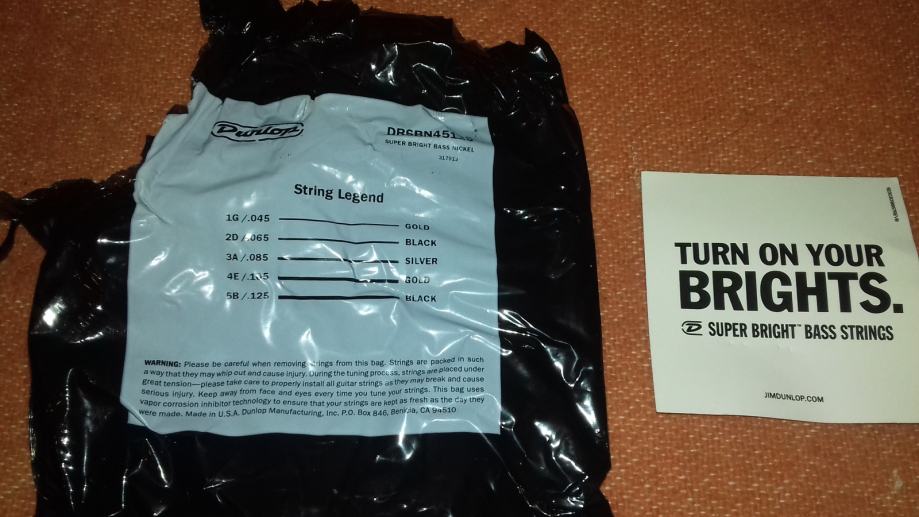 Dunlop
SUPER BRIGHT BASS NICKEL
String Legend
1G /.045 GOLD
2D /.065 BLACK
3A /.085 SILVER
4E GOLD
5B /.125 BLACK
WARNING: Please be careful when removing strings from this bag. Strings are packed in such
a way that they may whip out and cause injury. During the tuning process, strings are placed under
great tension—please take care to properly install all guitar strings as they may break and cause
serious injury. Keep away from face and eyes every time you tune your strings. This bag uses
vapor corrosion inhibitor technology to ensure that your strings are kept as fresh as the day they
were made. Made in U.S.A. Dunlop Manufacturing, Inc. P.O. Box 846, Benicia, CA 94510
TURN ON YOUR
BRIGHTS.
D SUPER BRIGHT™ BASS STRINGS
JIMDUNLOP.COM